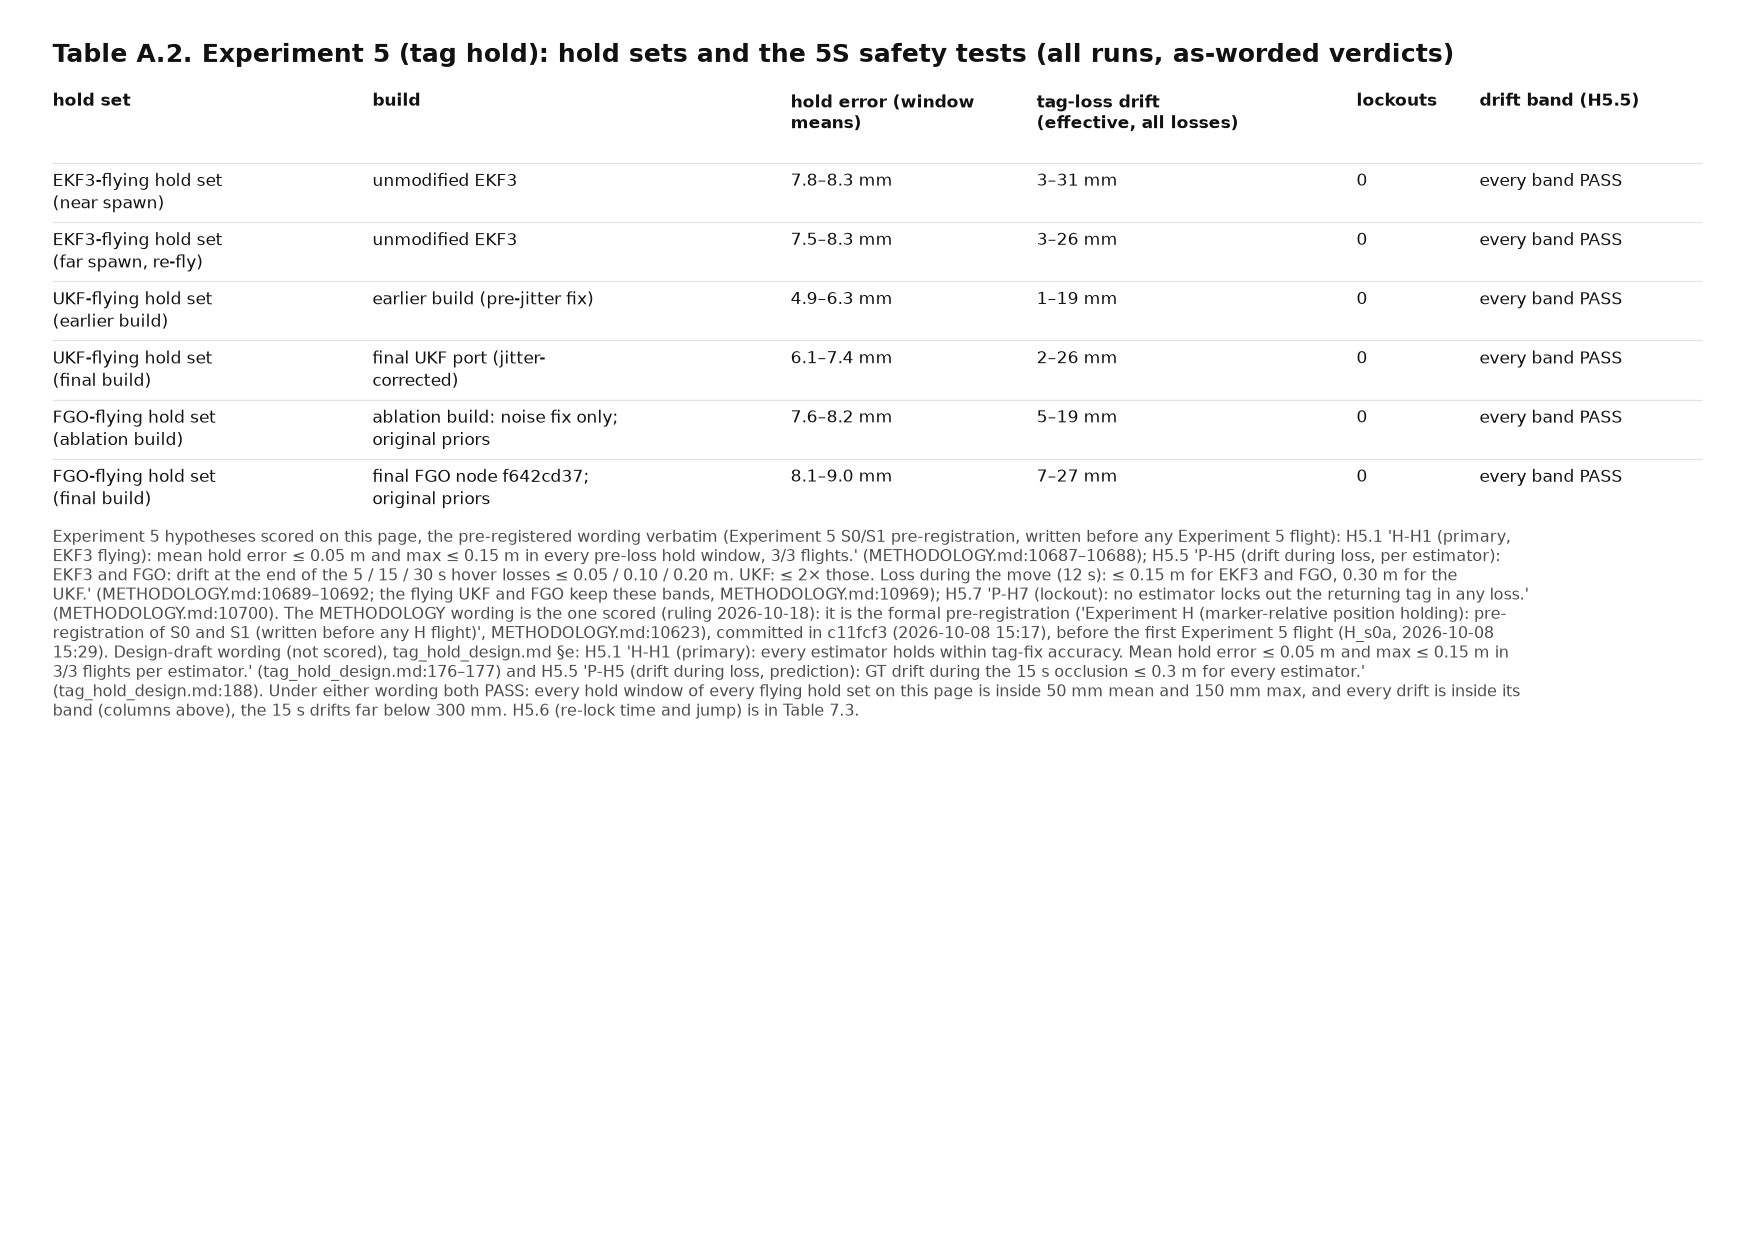 Table A.2. Experiment 5 (tag hold): hold sets and the 5S safety tests (all runs, as-worded verdicts)
hold set build hold error (window means) tag-loss drift (effective, all losses) lockouts drift band (H5.5)
EKF3-flying hold set (near spawn) unmodified EKF3 7.8–8.3 mm 3–31 mm 0 every band PASS
EKF3-flying hold set (far spawn, re-fly) unmodified EKF3 7.5–8.3 mm 3–26 mm 0 every band PASS
UKF-flying hold set (earlier build) earlier build (pre-jitter fix) 4.9–6.3 mm 1–19 mm 0 every band PASS
UKF-flying hold set (final build) final UKF port (jitter-corrected) 6.1–7.4 mm 2–26 mm 0 every band PASS
FGO-flying hold set (ablation build) ablation build: noise fix only; original priors 7.6–8.2 mm 5–19 mm 0 every band PASS
FGO-flying hold set (final build) final FGO node f642cd37; original priors 8.1–9.0 mm 7–27 mm 0 every band PASS
Experiment 5 hypotheses scored on this page, the pre-registered wording verbatim (Experiment 5 S0/S1 pre-registration, written before any Experiment 5 flight): H5.1 'H-H1 (primary,
EKF3 flying): mean hold error ≤ 0.05 m and max ≤ 0.15 m in every pre-loss hold window, 3/3 flights.' (METHODOLOGY.md:10687–10688); H5.5 'P-H5 (drift during loss, per estimator):
EKF3 and FGO: drift at the end of the 5 / 15 / 30 s hover losses ≤ 0.05 / 0.10 / 0.20 m. UKF: ≤ 2× those. Loss during the move (12 s): ≤ 0.15 m for EKF3 and FGO, 0.30 m for the
UKF.' (METHODOLOGY.md:10689–10692; the flying UKF and FGO keep these bands, METHODOLOGY.md:10969); H5.7 'P-H7 (lockout): no estimator locks out the returning tag in any loss.'
(METHODOLOGY.md:10700). The METHODOLOGY wording is the one scored (ruling 2026-10-18): it is the formal pre-registration ('Experiment H (marker-relative position holding): pre-
registration of S0 and S1 (written before any H flight)', METHODOLOGY.md:10623), committed in c11fcf3 (2026-10-08 15:17), before the first Experiment 5 flight (H_s0a, 2026-10-08
15:29). Design-draft wording (not scored), tag_hold_design.md §e: H5.1 'H-H1 (primary): every estimator holds within tag-fix accuracy. Mean hold error ≤ 0.05 m and max ≤ 0.15 m in
3/3 flights per estimator.' (tag_hold_design.md:176–177) and H5.5 'P-H5 (drift during loss, prediction): GT drift during the 15 s occlusion ≤ 0.3 m for every estimator.'
(tag_hold_design.md:188). Under either wording both PASS: every hold window of every flying hold set on this page is inside 50 mm mean and 150 mm max, and every drift is inside its
band (columns above), the 15 s drifts far below 300 mm. H5.6 (re-lock time and jump) is in Table 7.3.